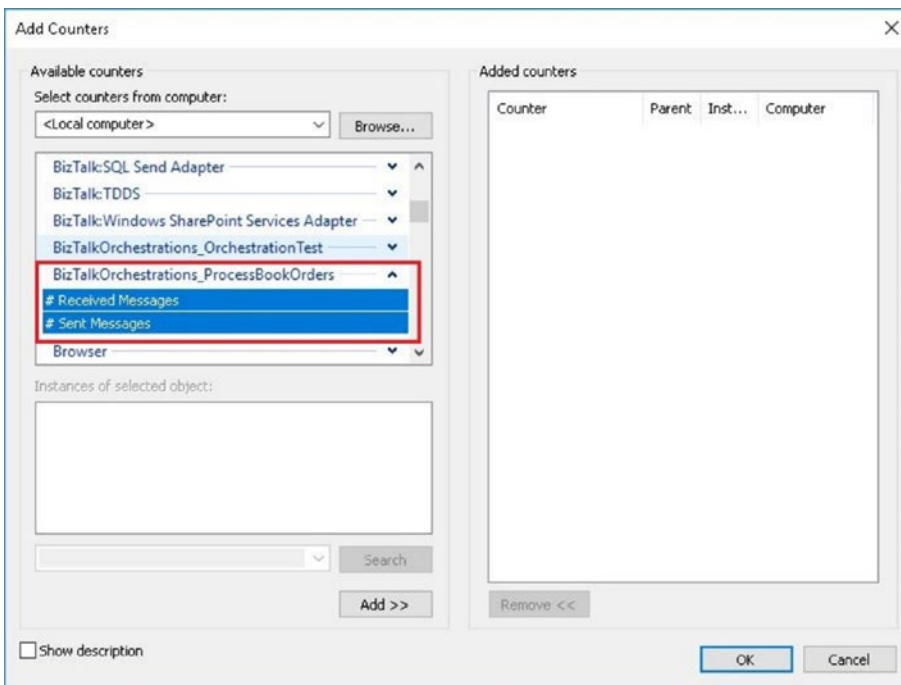 Add Counters
Available counters
Select counters from computer:
<Local computer>
Browse...
BizTalk:SQL Send Adapter
BizTalk:TDDS
BizTalk:Windows SharePoint Services Adapter
BizTalkOrchestrations_OrchestrationTest
BizTalkOrchestrations_ProcessBookOrders
# Received Messages
# Sent Messages
Browser
Instances of selected object:
Search
Add >>
Show description
Added counters
Counter Parent Inst... Computer
Remove <<
OK Cancel